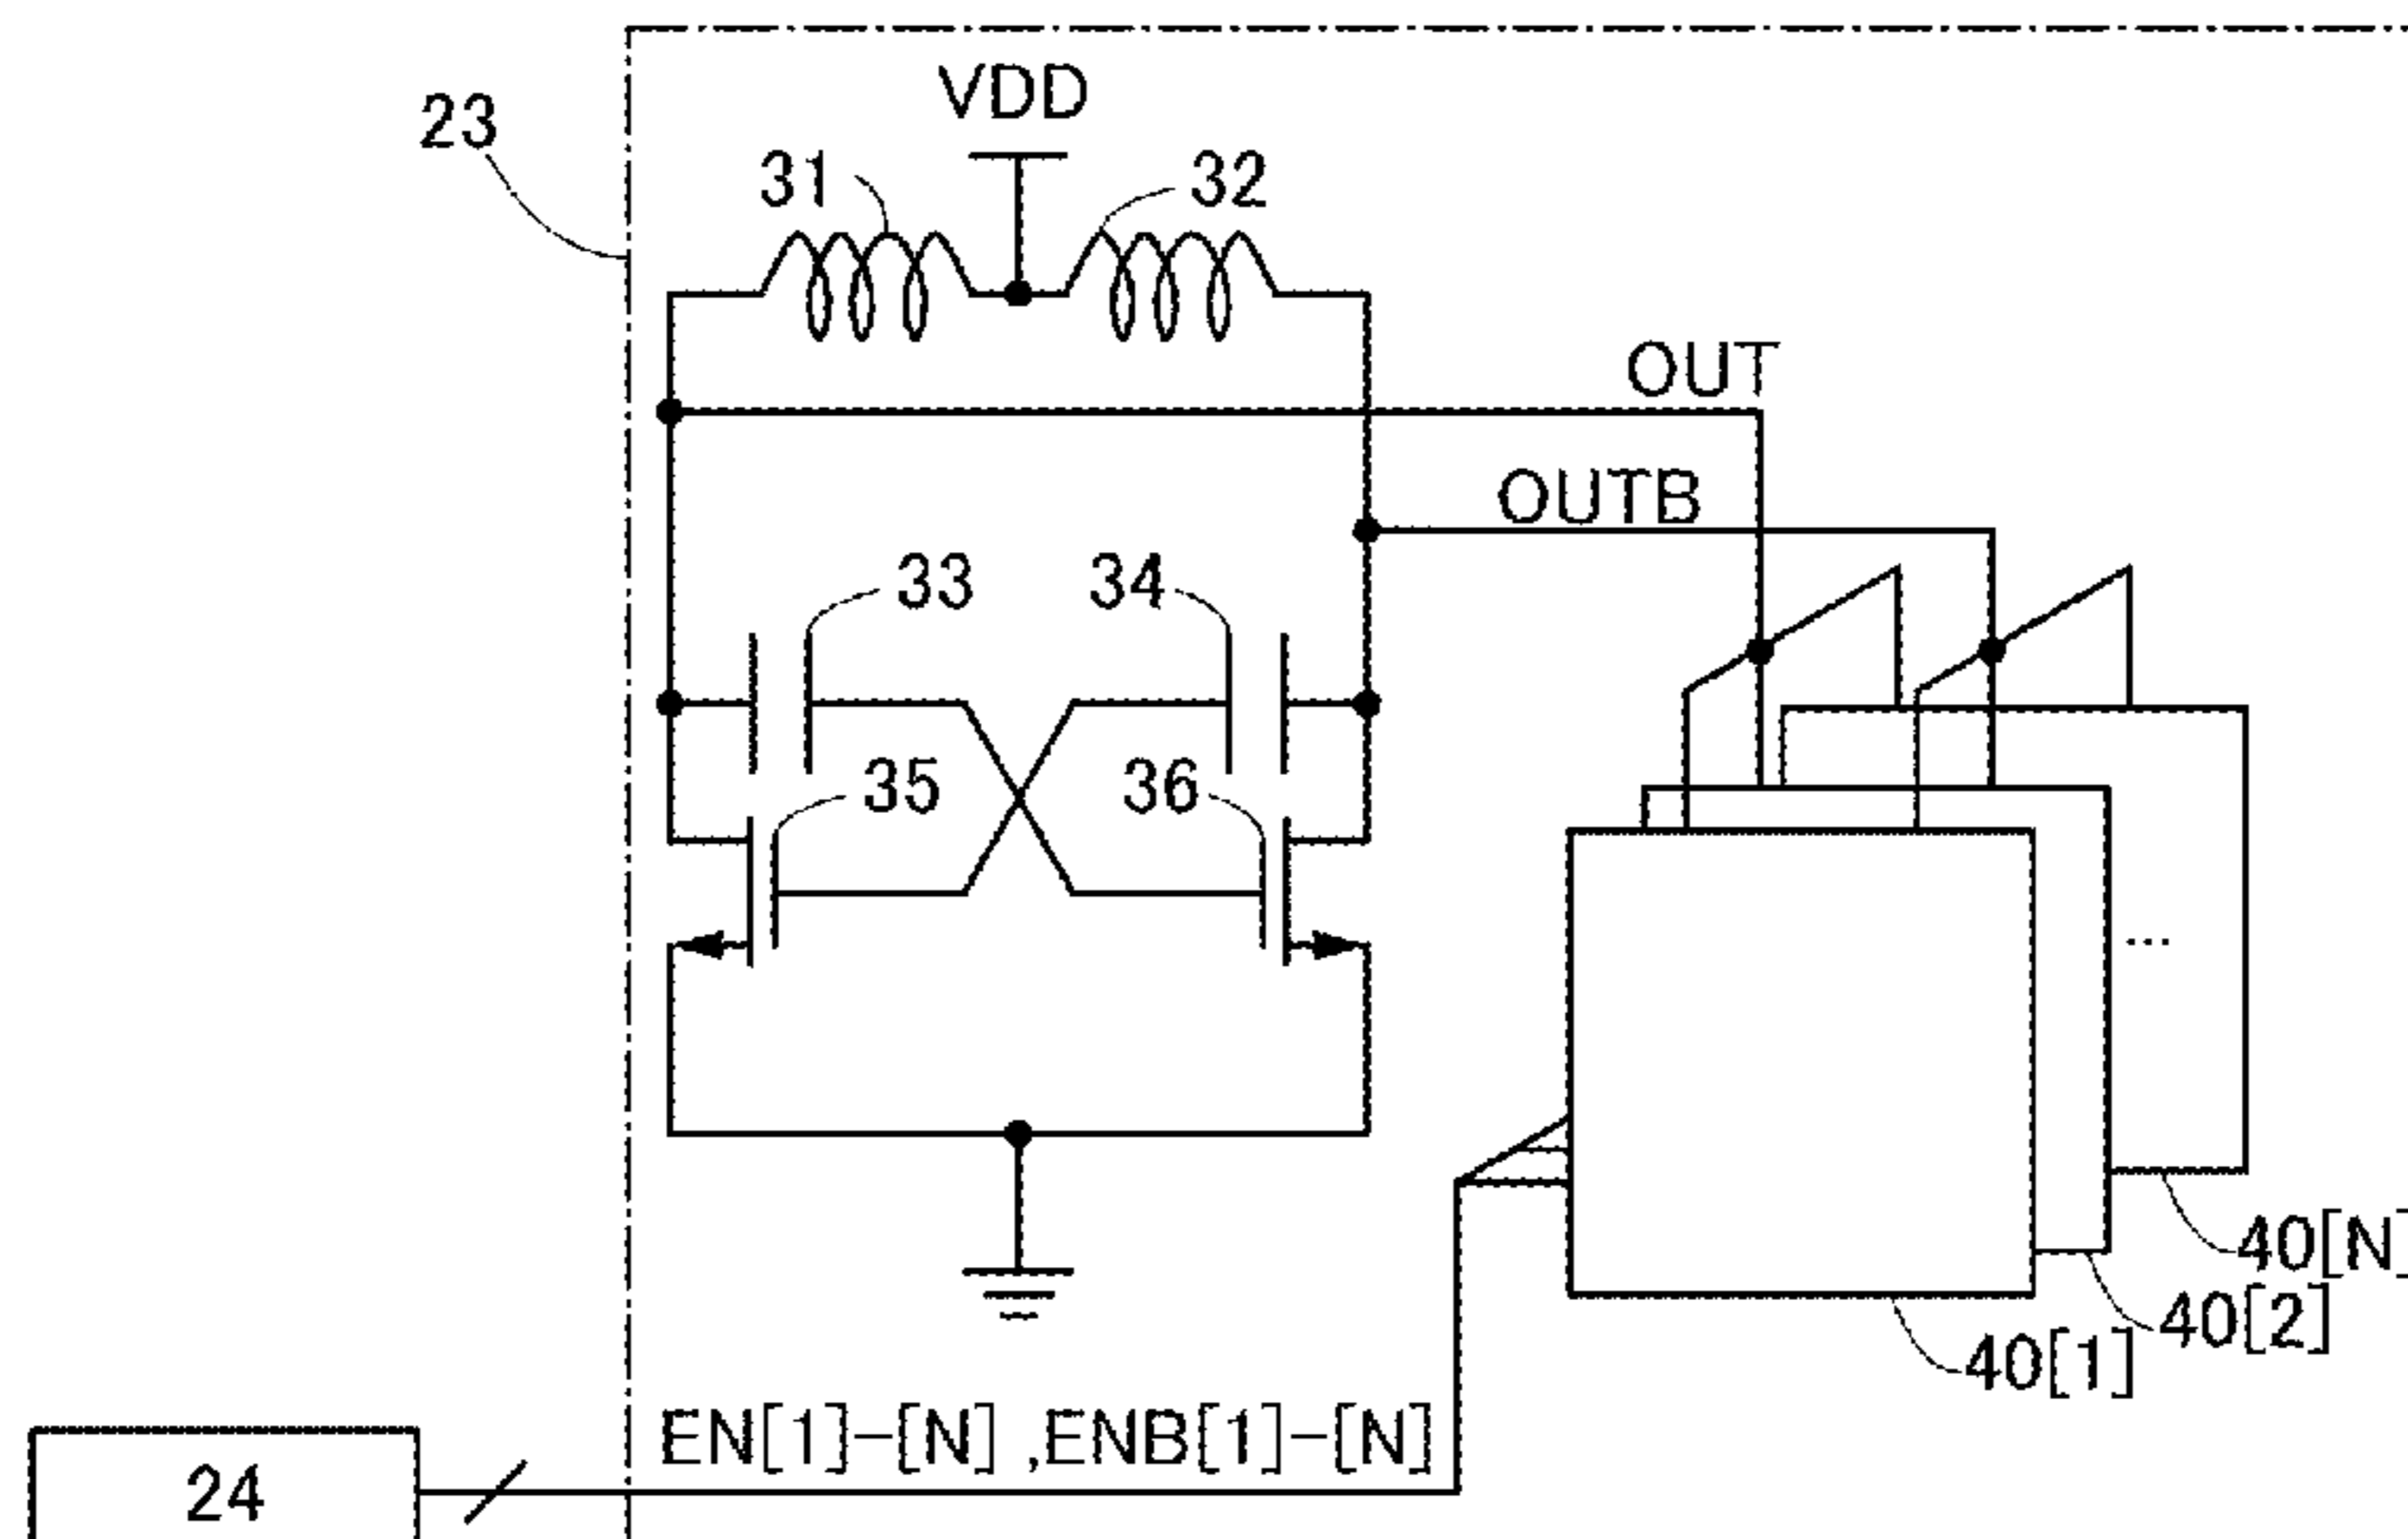 VDD
23
31
32
OUT
OUTB
33
34
35
36
...
40[N]
40[2]
40[1]
EN[1]-[N] ,ENB[1]-[N]
24